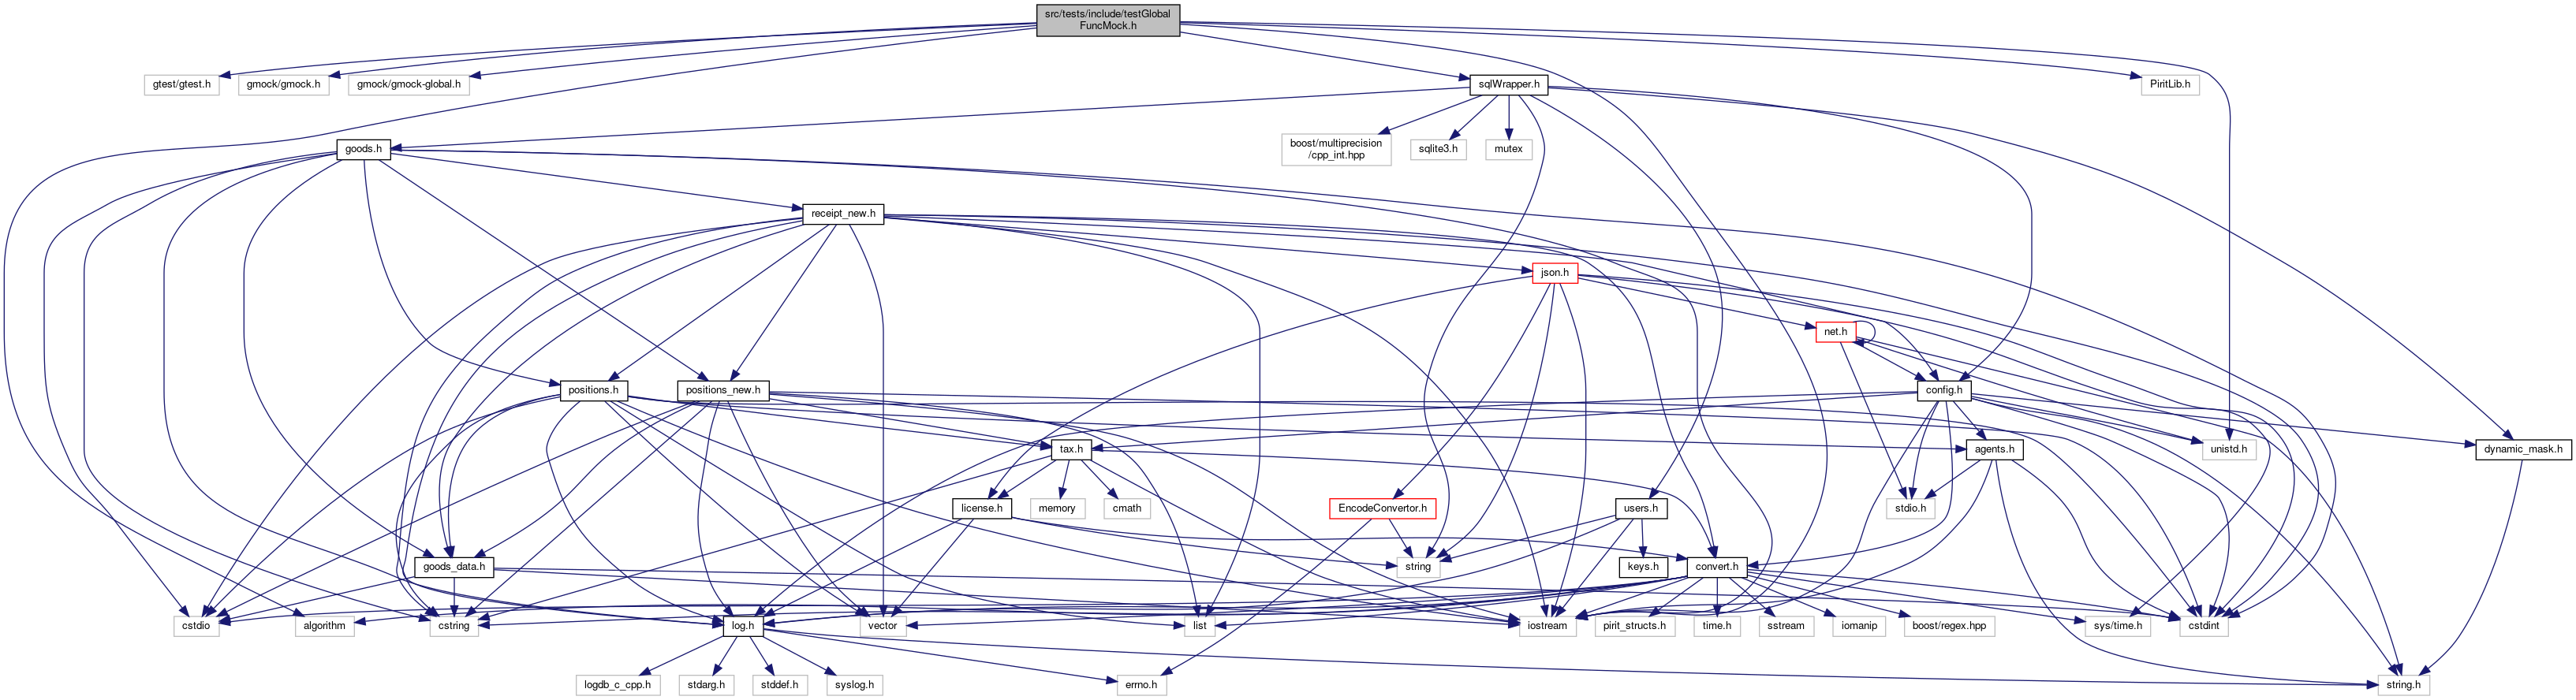 src/tests/include/testGlobal
FuncMock.h
gtest/gtest.h
gmock/gmock.h
gmock/gmock-global.h
sqlWrapper.h
PiritLib.h
goods.h
boost/multiprecision
/cpp_int.hpp
sqlite3.h
mutex
receipt_new.h
json.h
net.h
positions.h
positions_new.h
config.h
tax.h
agents.h
unistd.h
dynamic_mask.h
license.h
memory
cmath
EncodeConvertor.h
users.h
stdio.h
goods_data.h
string
keys.h
convert.h
cstdio
algorithm
cstring
log.h
vector
list
iostream
pirit_structs.h
time.h
sstream
iomanip
boost/regex.hpp
sys/time.h
cstdint
logdb_c_cpp.h
stdarg.h
stddef.h
syslog.h
errno.h
string.h